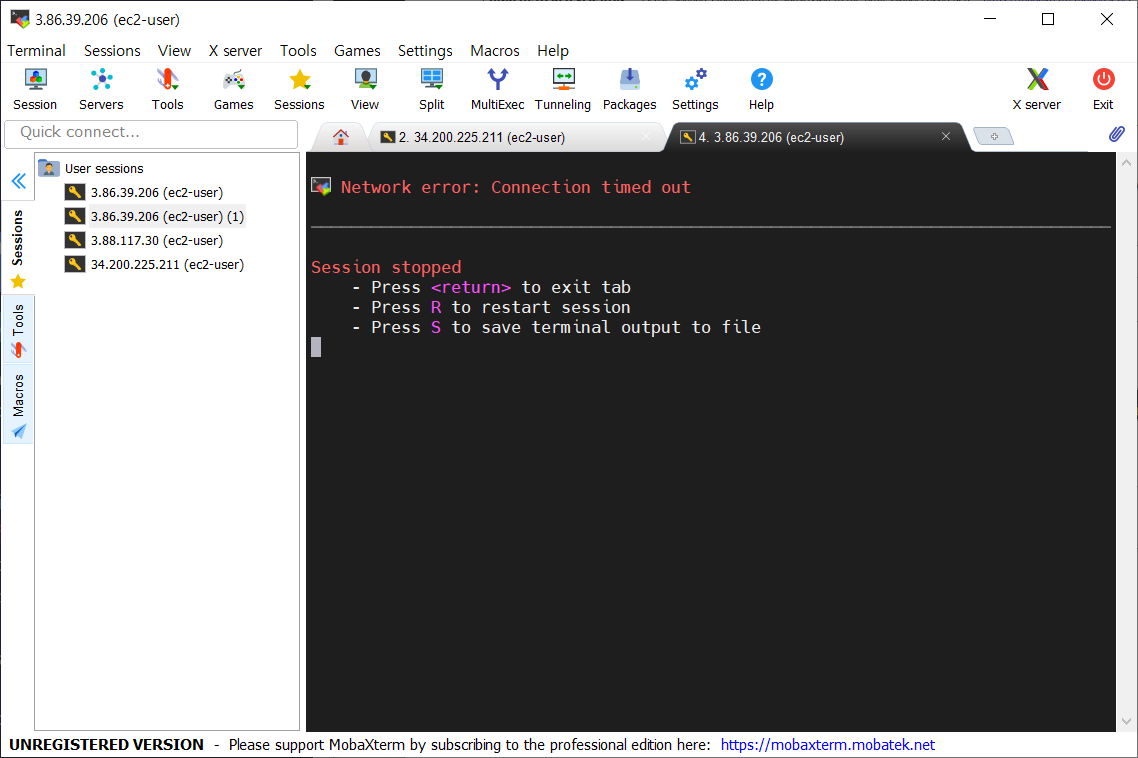 3.86.39.206 (ec2-user)
Terminal Sessions View X server Tools Games Settings Macros Help
Session Servers Tools Games Sessions View Split MultiExec Tunneling Packages Settings Help X server Exit
Quick connect...
2. 34.200.225.211 (ec2-user)
4. 3.86.39.206 (ec2-user)
User sessions
3.86.39.206 (ec2-user)
3.86.39.206 (ec2-user) (1)
3.88.117.30 (ec2-user)
34.200.225.211 (ec2-user)
Sessions
Tools
Macros
Network error: Connection timed out
Session stopped
- Press <return> to exit tab
- Press R to restart session
- Press S to save terminal output to file
UNREGISTERED VERSION - Please support MobaXterm by subscribing to the professional edition here: https://mobaxterm.mobatek.net